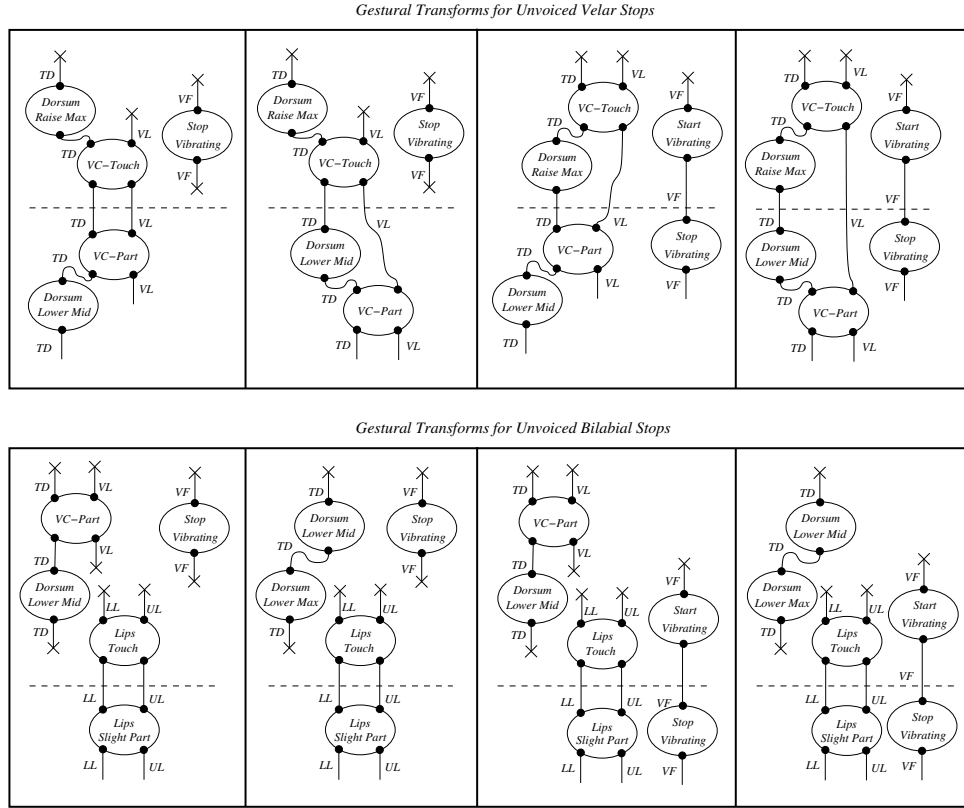 Gestural Transforms for Unvoiced Velar Stops
TD
Dorsum
Raise Max
VF
Stop
Vibrating
VF
VL
TD
VC-Touch
TD
VL
VC-Part
TD
VL
Dorsum
Lower Mid
TD
TD
Dorsum
Raise Max
VF
Stop
Vibrating
VF
VL
TD
VC-Touch
TD
VL
Dorsum
Lower Mid
TD
VC-Part
TD
VL
TD
VL
VC-Touch
VF
Start
Vibrating
TD
Dorsum
Raise Max
TD
VL
VF
VC-Part
Stop
Vibrating
TD
VL
VF
Dorsum
Lower Mid
TD
TD
VL
VC-Touch
VF
Start
Vibrating
TD
Dorsum
Raise Max
VF
TD
VL
Dorsum
Lower Mid
Stop
Vibrating
TD
VF
VC-Part
TD
VL
Gestural Transforms for Unvoiced Bilabial Stops
TD
VL
VC-Part
VF
Stop
Vibrating
VF
TD
VL
Dorsum
Lower Mid
TD
LL
UL
Lips
Touch
LL
UL
Lips
Slight Part
LL
UL
TD
Dorsum
Lower Mid
VF
Stop
Vibrating
VF
TD
Dorsum
Lower Max
TD
LL
UL
Lips
Touch
LL
UL
Lips
Slight Part
LL
UL
TD
VL
VC-Part
TD
VL
Dorsum
Lower Mid
TD
VF
Start
Vibrating
LL
UL
Lips
Touch
LL
UL
VF
Lips
Slight Part
Stop
Vibrating
LL
UL
VF
TD
Dorsum
Lower Mid
TD
Dorsum
Lower Max
TD
VF
Start
Vibrating
LL
UL
Lips
Touch
VF
LL
UL
Lips
Slight Part
Stop
Vibrating
LL
UL
VF